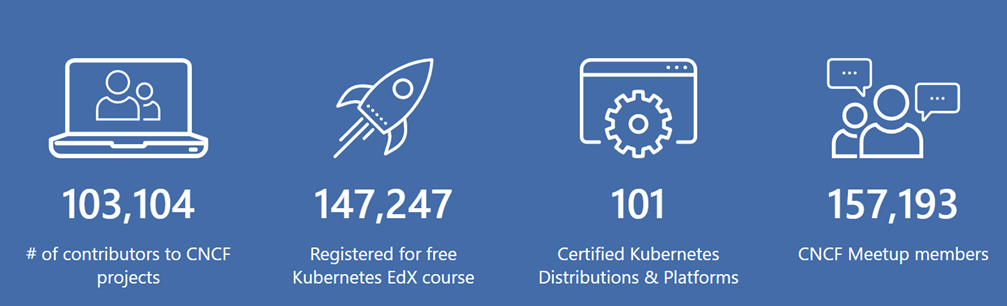 103,104
# of contributors to CNCF
projects
147,247
Registered for free
Kubernetes EdX course
101
Certified Kubernetes
Distributions & Platforms
157,193
CNCF Meetup members